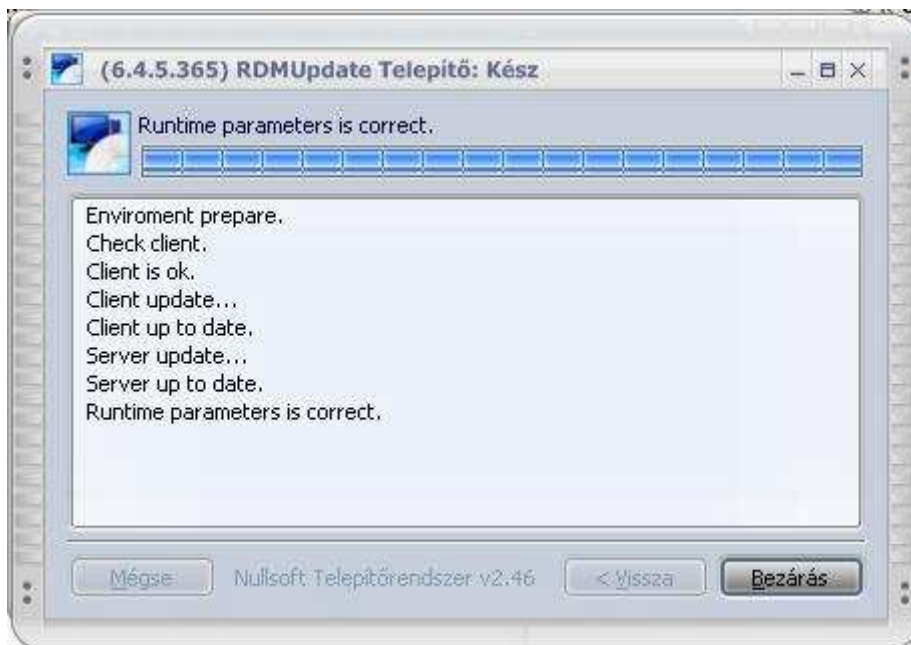 (6.4.5.365) RDMUpdate Telepítő: Kész
Runtime parameters is correct.
Enviroment prepare.
Check client.
Client is ok.
Client update...
Client up to date.
Server update...
Server up to date.
Runtime parameters is correct.
Mégse Nullsoft Telepítőrendszer v2.46 < Vissza Bezárás